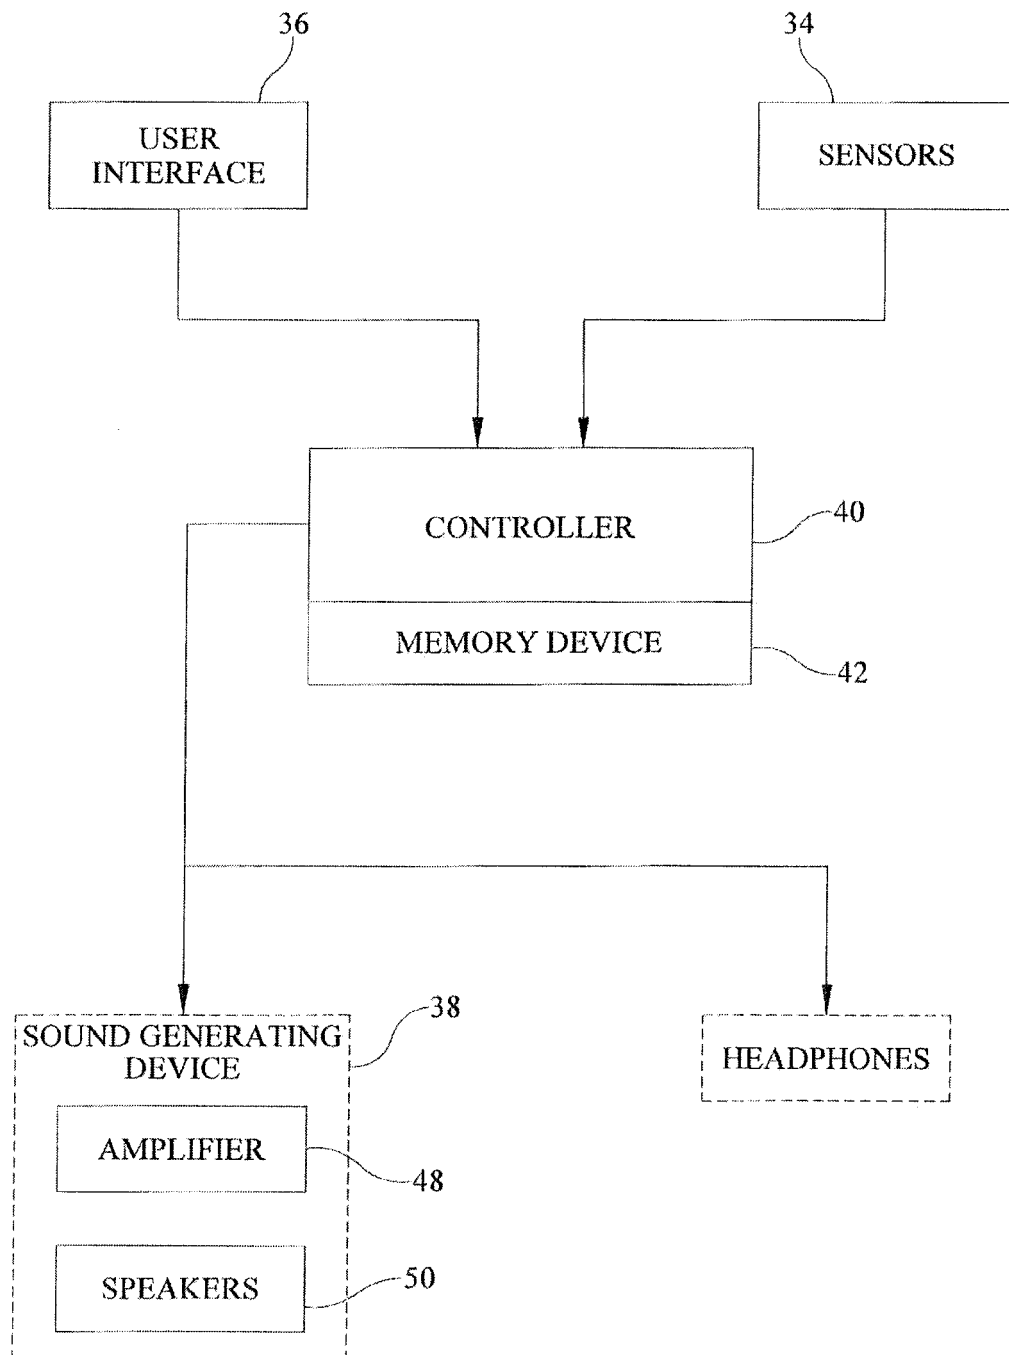 36
34
USER
INTERFACE
SENSORS
CONTROLLER
40
MEMORY DEVICE
42
38
SOUND GENERATING
DEVICE
HEADPHONES
AMPLIFIER
48
SPEAKERS
50